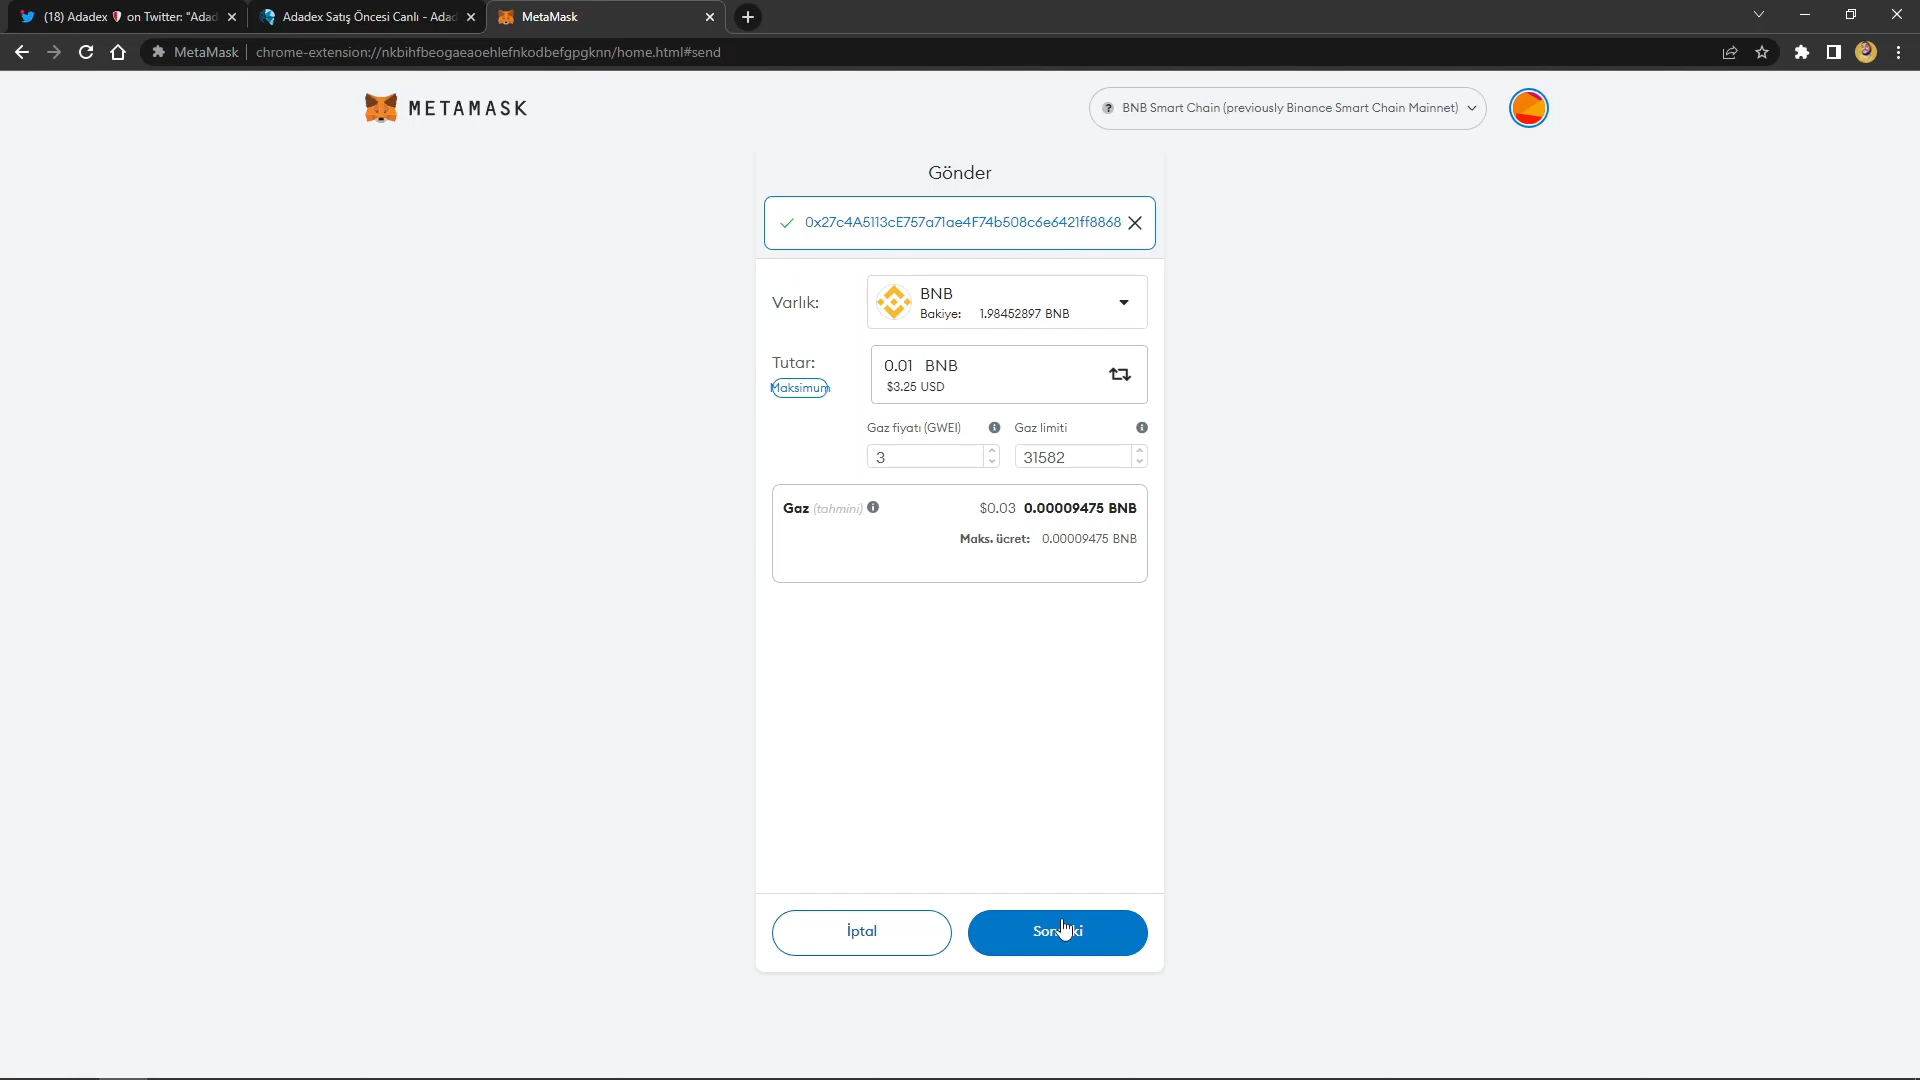 (18) Adadex on Twitter: "Adad
Adadex Satış Öncesi Canlı - Adad
MetaMask
MetaMask
chrome-extension://nkbihfbeogaeaoehlefnkodbefgpgknn/home.html#send
METAMASK
BNB Smart Chain (previously Binance Smart Chain Mainnet)
Gönder
0x27c4A5113cE757a71ae4F74b508c6e6421ff8868
Varlık:
BNB
Bakiye: 1.98452897 BNB
Tutar:
Maksimum
0.01 BNB
$3.25 USD
Gaz fiyatı (GWEI)
Gaz limiti
3
31582
Gaz (tahmini) $0.03 0.00009475 BNB
Maks. ücret: 0.00009475 BNB
İptal